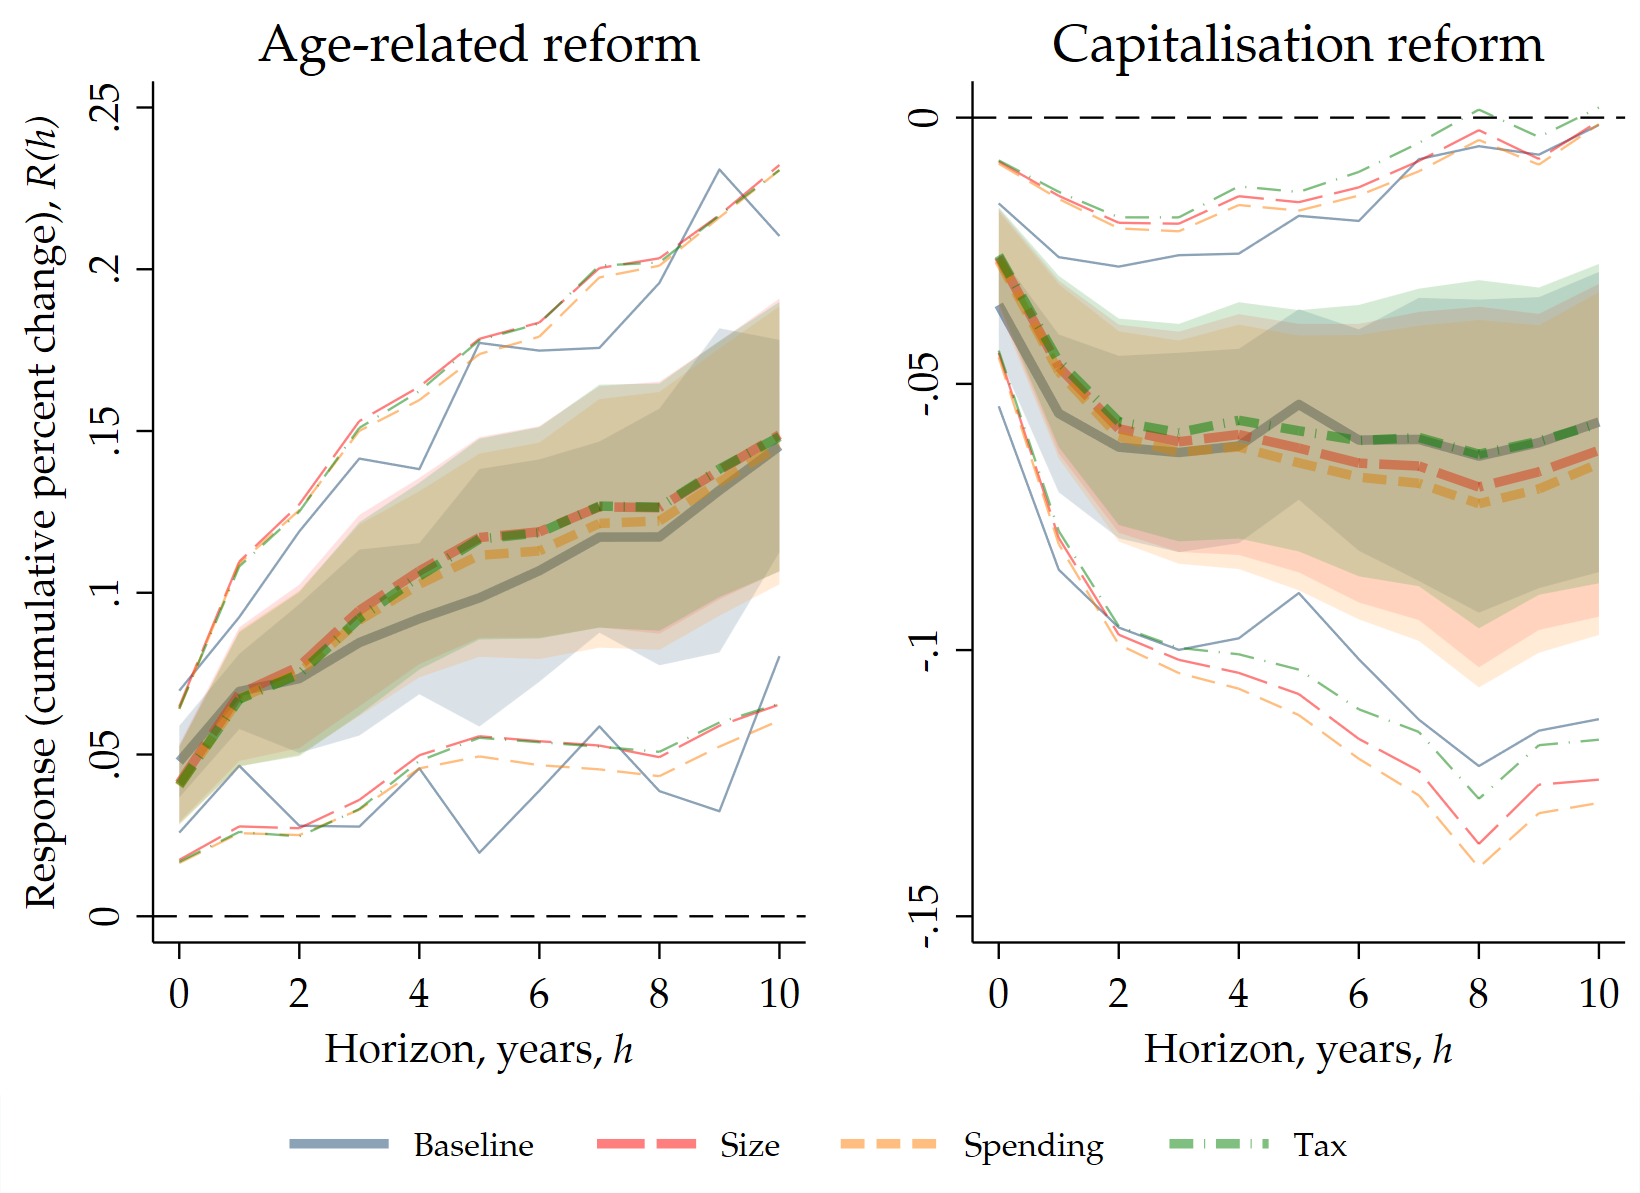 Age-related reform
Capitalisation reform
Response (cumulative percent change), R(h)
.25
.2
.15
.1
.05
0
0 2 4 6 8 10
Horizon, years, h
0
-.05
-.1
-.15
0 2 4 6 8 10
Horizon, years, h
Baseline Size Spending Tax